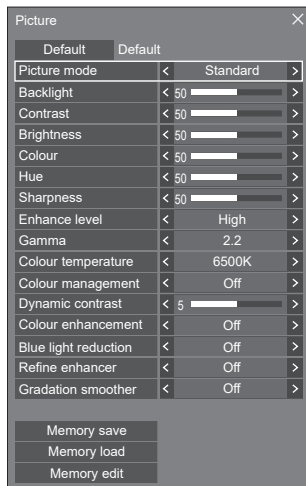 Picture
Default Default
Picture mode < Standard >
Backlight < 50 >
Contrast < 50 >
Brightness < 50 >
Colour < 50 >
Hue < 50 >
Sharpness < 50 >
Enhance level < High >
Gamma < 2.2 >
Colour temperature < 6500K >
Colour management < Off >
Dynamic contrast < 5 >
Colour enhancement < Off >
Blue light reduction < Off >
Refine enhancer < Off >
Gradation smoother < Off >
Memory save
Memory load
Memory edit